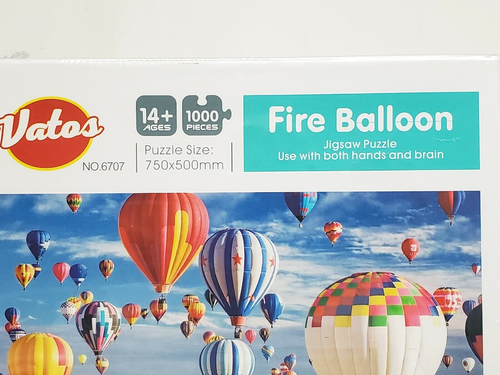 Vatos
NO.6707
14+
AGES
1000
PIECES
Puzzle Size:
750x500mm
Fire Balloon
Jigsaw Puzzle
Use with both hands and brain